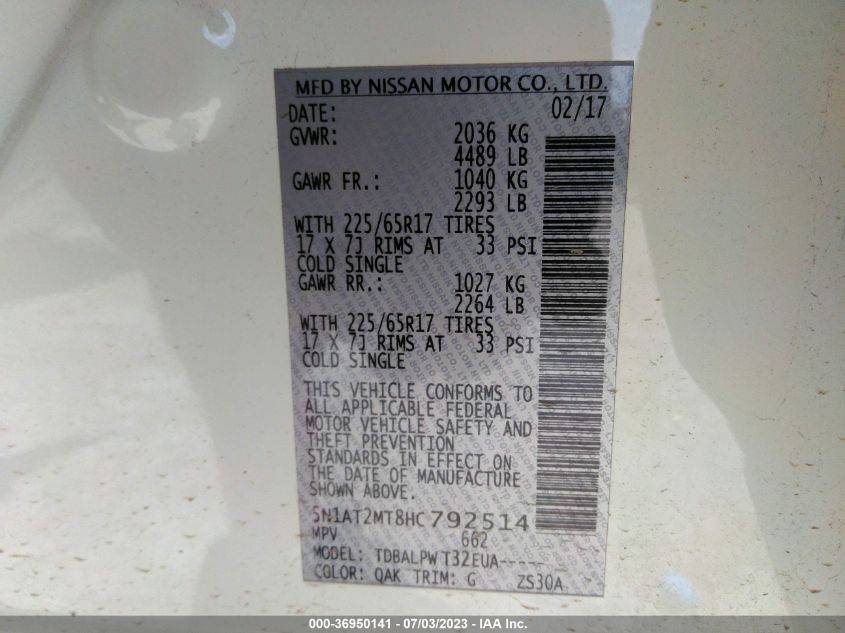 MFD BY NISSAN MOTOR CO., LTD.
DATE: 02/17
GVWR: 2036 KG
4489 LB
GAWR FR.: 1040 KG
2293 LB
WITH 225/65R17 TIRES
17 X 7J RIMS AT 33 PSI
COLD SINGLE
GAWR RR.: 1027 KG
2264 LB
WITH 225/65R17 TIRES
17 X 7J RIMS AT 33 PSI
COLD SINGLE
THIS VEHICLE CONFORMS TO
ALL APPLICABLE FEDERAL
MOTOR VEHICLE SAFETY AND
THEFT PREVENTION
STANDARDS IN EFFECT ON
THE DATE OF MANUFACTURE
SHOWN ABOVE.
5N1AT2MT8HC792514
MPV 662
MODEL: TDBALPWT32EUA-----
COLOR: QAK TRIM: G ZS30A
000-36950141 - 07/03/2023 - IAA Inc.